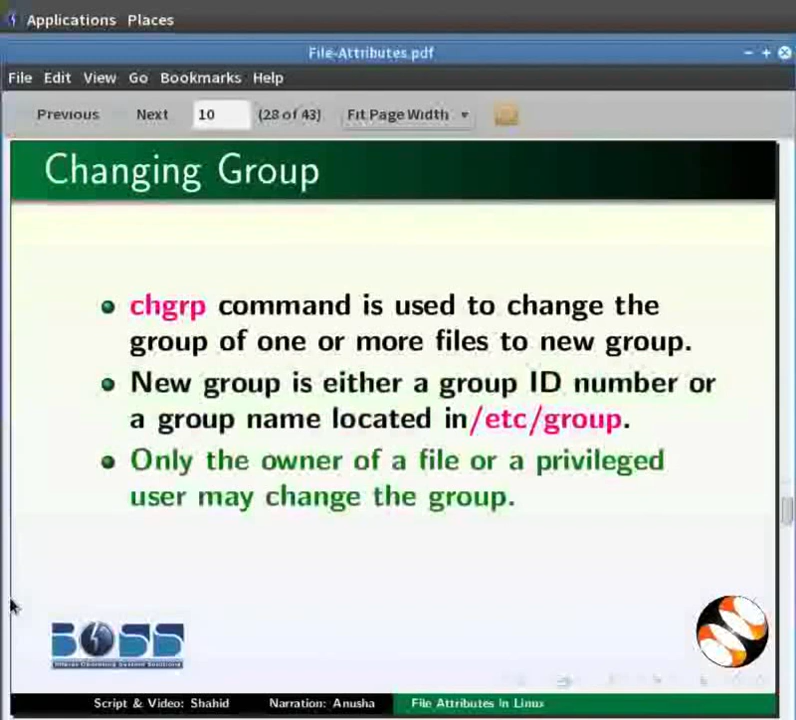 Applications Places
File-Attributes.pdf
File Edit View Go Bookmarks Help
Previous Next 10 (28 of 43) Fit Page Width
Changing Group
chgrp command is used to change the
group of one or more files to new group.
New group is either a group ID number or
a group name located in/etc/group.
Only the owner of a file or a privileged
user may change the group.
BOSS
Script & Video: Shahid Narration: Anusha File Attributes In Linux